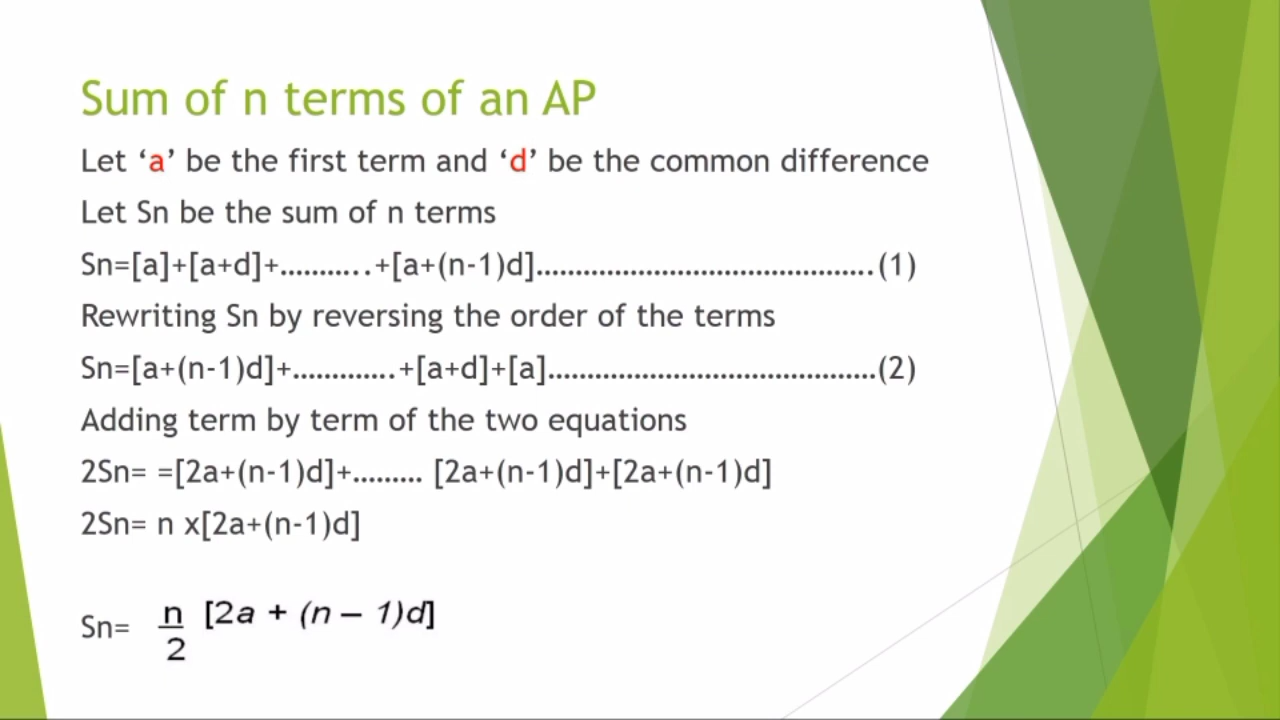 Sum of n terms of an AP
Let ‘a’ be the first term and ‘d’ be the common difference
Let Sn be the sum of n terms
Sn=[a]+[a+d]+………..+[a+(n-1)d]…………………………………….(1)
Rewriting Sn by reversing the order of the terms
Sn=[a+(n-1)d]+………….+[a+d]+[a]……………………………………(2)
Adding term by term of the two equations
2Sn= =[2a+(n-1)d]+……… [2a+(n-1)d]+[2a+(n-1)d]
2Sn= n x[2a+(n-1)d]
Sn= n/2 [2a + (n – 1)d]